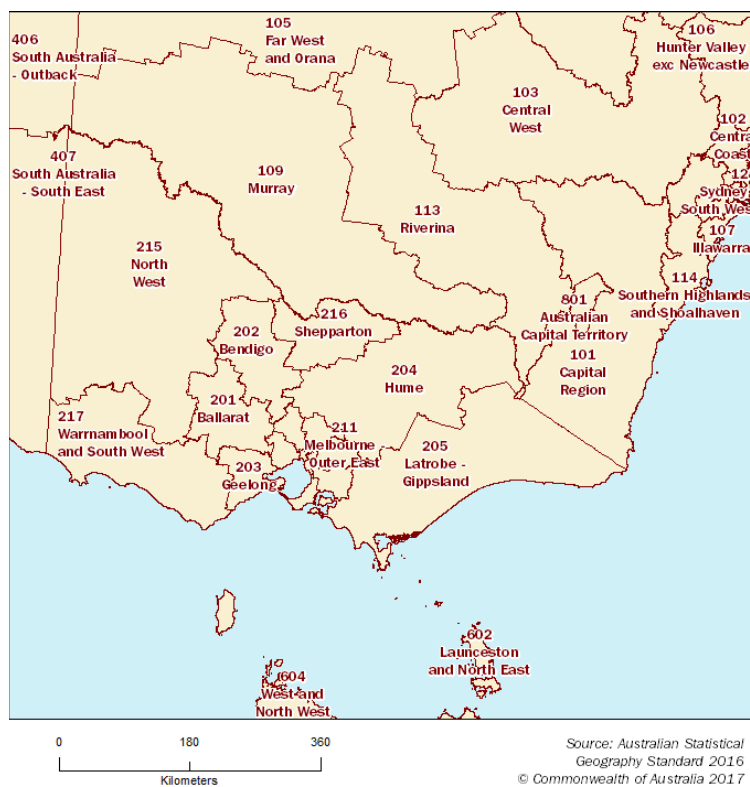 105
Far West
and Orana
406
South Australia
- Outback
106
Hunter Valley
exc Newcastle
103
Central
West
102
Central
Coast
407
South Australia
- South East
109
Murray
113
Riverina
Sydney
South West
107
Illawarra
215
North
West
114
Southern Highlands
and Shoalhaven
801
Australian
Capital Territory
101
Capital
Region
216
Shepparton
202
Bendigo
204
Hume
201
Ballarat
217
Warrnambool
and South West
211
Melbourne -
Outer East
205
Latrobe -
Gippsland
203
Geelong
602
Launceston
and North East
604
West and
North West
0 180 360
Kilometers
Source: Australian Statistical
Geography Standard 2016
© Commonwealth of Australia 2017